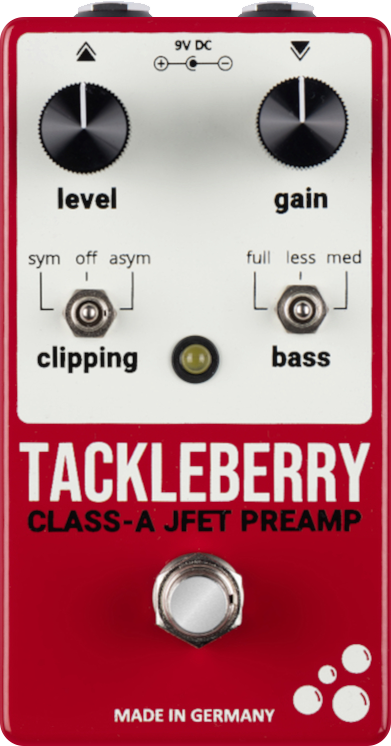 9V DC
level gain
sym off asym full less med
clipping bass
TACKLEBERRY
CLASS-A JFET PREAMP
MADE IN GERMANY